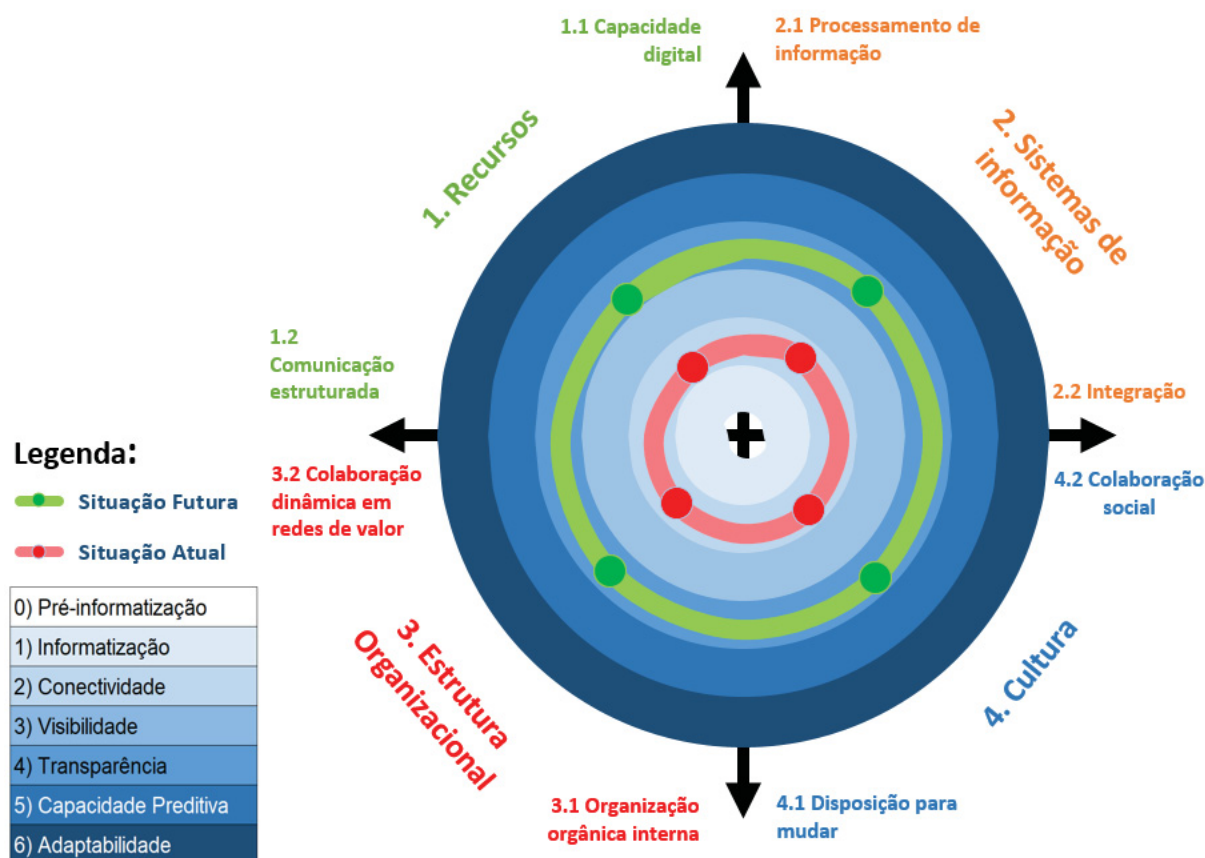 1.1 Capacidade
digital
2.1 Processamento de
informação
1. Recursos
2. Sistemas de
informação
1.2
Comunicação
estruturada
2.2 Integração
3.2 Colaboração
dinâmica em
redes de valor
4.2 Colaboração
social
Legenda:
Situação Futura
Situação Atual
0) Pré-informatização
1) Informatização
2) Conectividade
3) Visibilidade
4) Transparência
5) Capacidade Preditiva
6) Adaptabilidade
3. Estrutura
Organizacional
4. Cultura
3.1 Organização
orgânica interna
4.1 Disposição para
mudar